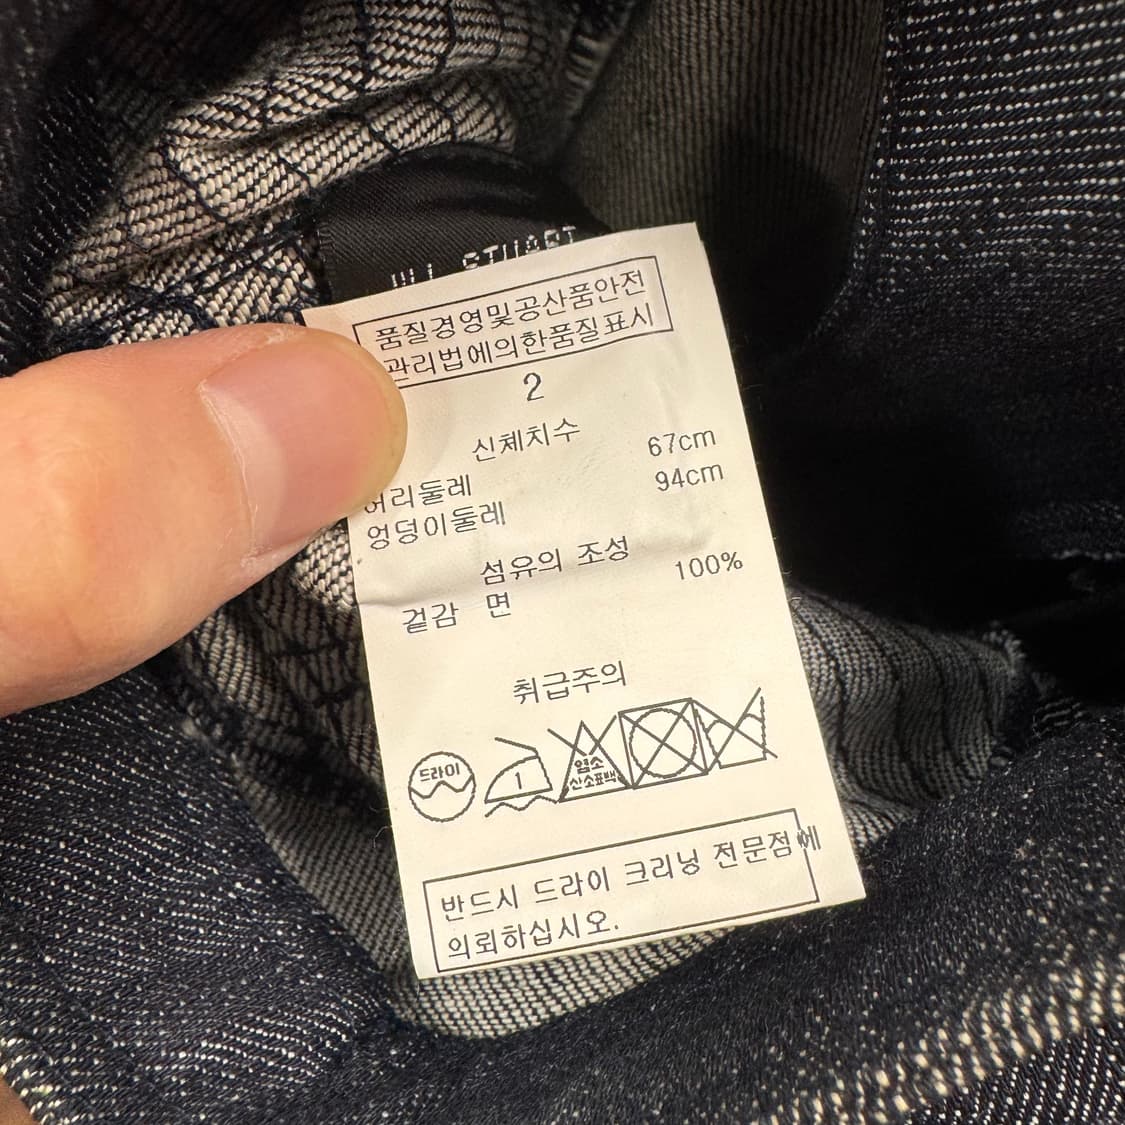 JILL STUART
품질경영및공산품안전
관리법에의한품질표시
2
신체치수
허리둘레 67cm
엉덩이둘레 94cm
섬유의 조성
겉감 면 100%
취급주의
드라이
1
염소
산소표백
반드시 드라이 크리닝 전문점에
의뢰하십시오.